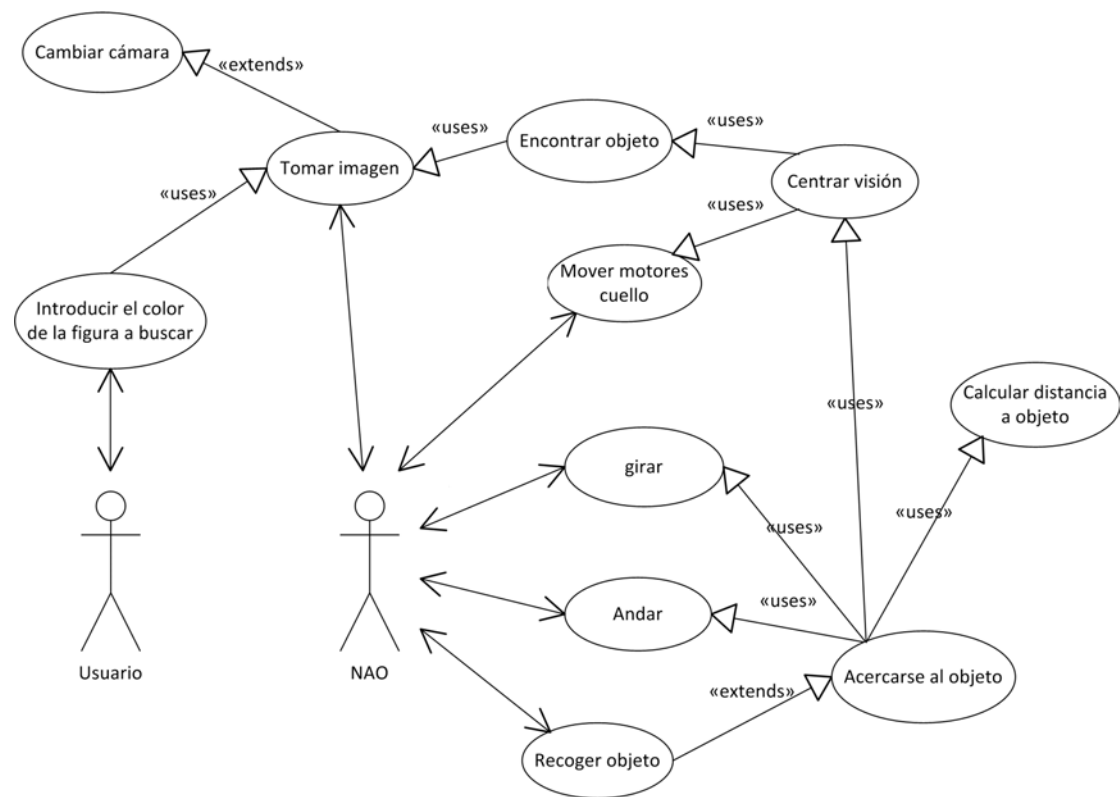 Cambiar cámara
«extends»
«uses»
Encontrar objeto
«uses»
Tomar imagen
Centrar visión
«uses»
«uses»
Mover motores
cuello
Introducir el color
de la figura a buscar
Calcular distancia
a objeto
«uses»
girar
«uses»
«uses»
«uses»
Andar
Usuario
NAO
Acercarse al objeto
«extends»
Recoger objeto